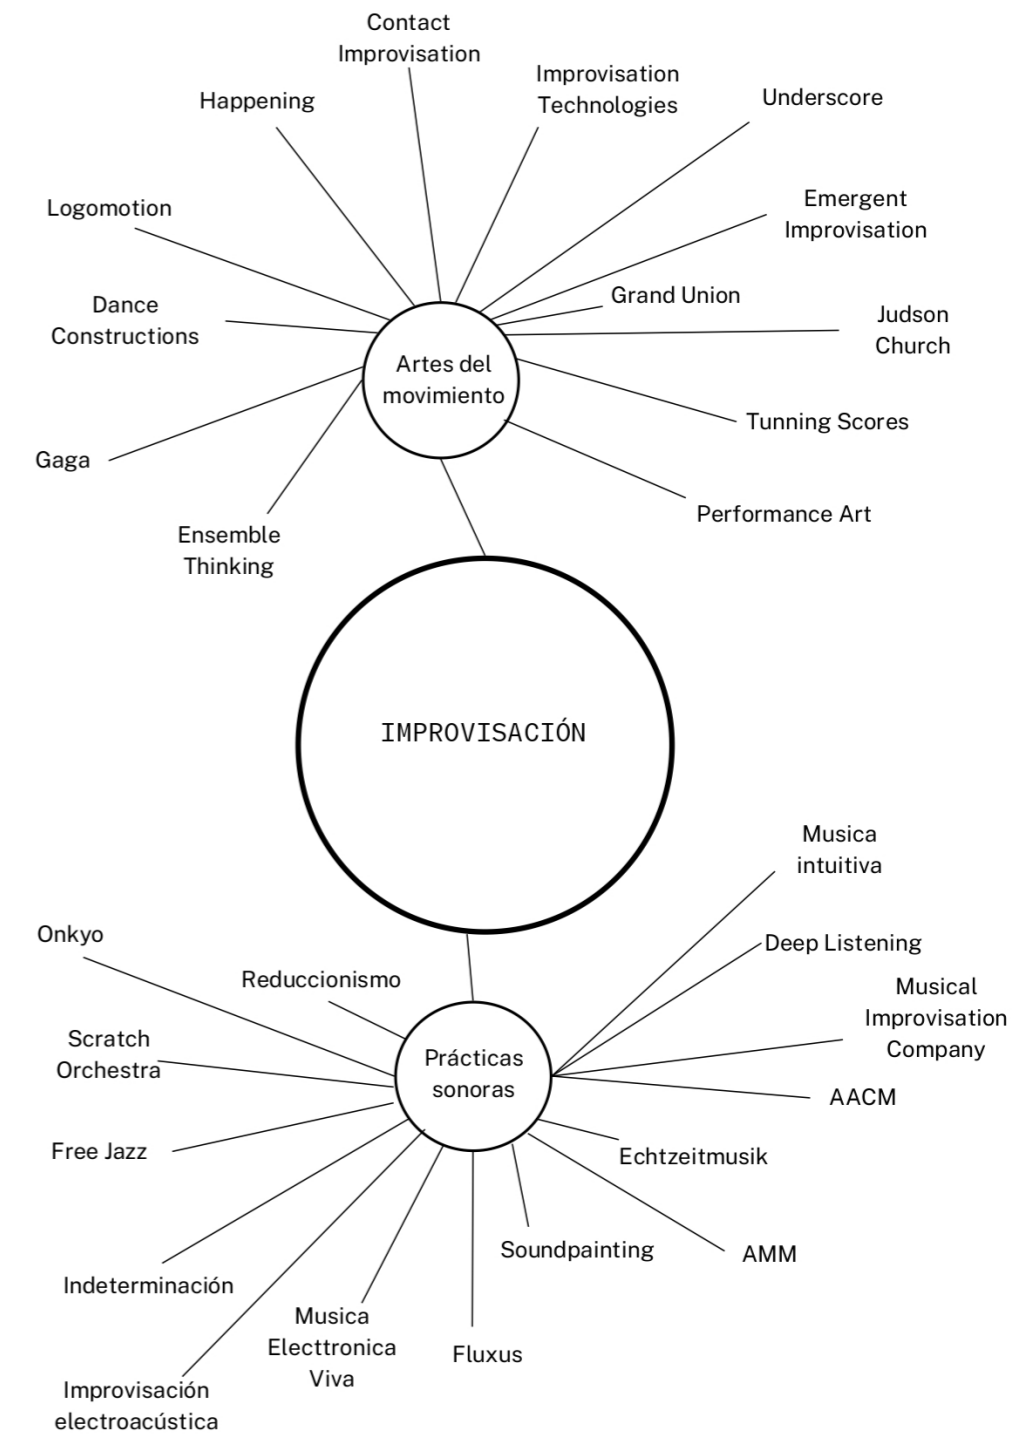 Contact
Improvisation
Improvisation
Technologies
Happening
Underscore
Logomotion
Emergent
Improvisation
Dance
Constructions
Grand Union
Judson
Church
Artes del
movimiento
Tunning Scores
Gaga
Performance Art
Ensemble
Thinking
IMPROVISACIÓN
Musica
intuitiva
Onkyo
Deep Listening
Reduccionismo
Musical
Improvisation
Company
Scratch
Orchestra
Prácticas
sonoras
AACM
Free Jazz
Echtzeitmusik
Soundpainting
AMM
Indeterminación
Musica
Electtronica
Viva
Fluxus
Improvisación
electroacústica